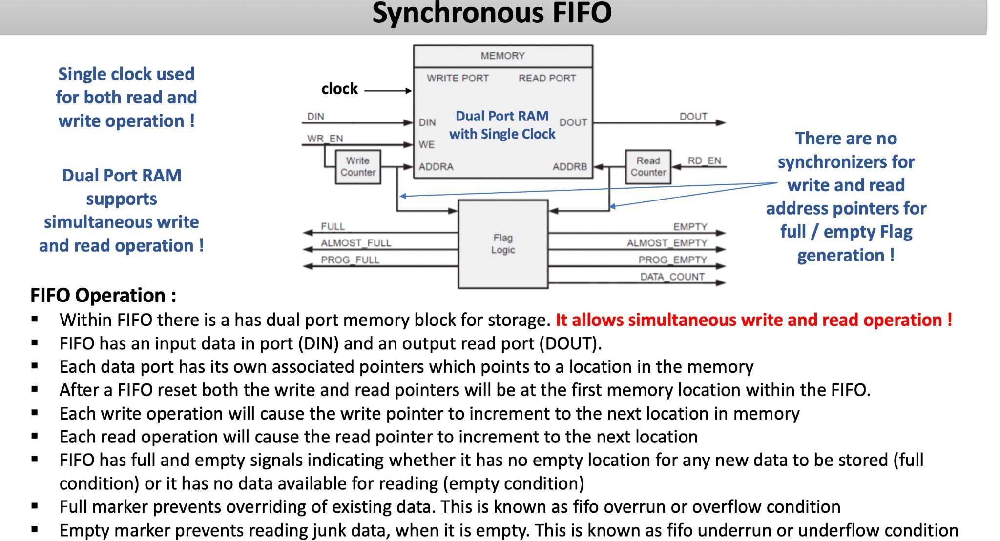 Synchronous FIFO
Single clock used
for both read and
write operation !
Dual Port RAM
supports
simultaneous write
and read operation !
MEMORY
WRITE PORT READ PORT
clock
DIN
DIN
Dual Port RAM
with Single Clock
DOUT
DOUT
WR_EN
WE
Write
Counter
ADDRA
ADDRB
Read
Counter
RD_EN
Flag
Logic
FULL
ALMOST_FULL
PROG_FULL
EMPTY
ALMOST_EMPTY
PROG_EMPTY
DATA_COUNT
There are no
synchronizers for
write and read
address pointers for
full / empty Flag
generation !
FIFO Operation :
▪ Within FIFO there is a has dual port memory block for storage. It allows simultaneous write and read operation !
▪ FIFO has an input data in port (DIN) and an output read port (DOUT).
▪ Each data port has its own associated pointers which points to a location in the memory
▪ After a FIFO reset both the write and read pointers will be at the first memory location within the FIFO.
▪ Each write operation will cause the write pointer to increment to the next location in memory
▪ Each read operation will cause the read pointer to increment to the next location
▪ FIFO has full and empty signals indicating whether it has no empty location for any new data to be stored (full
condition) or it has no data available for reading (empty condition)
▪ Full marker prevents overriding of existing data. This is known as fifo overrun or overflow condition
▪ Empty marker prevents reading junk data, when it is empty. This is known as fifo underrun or underflow condition